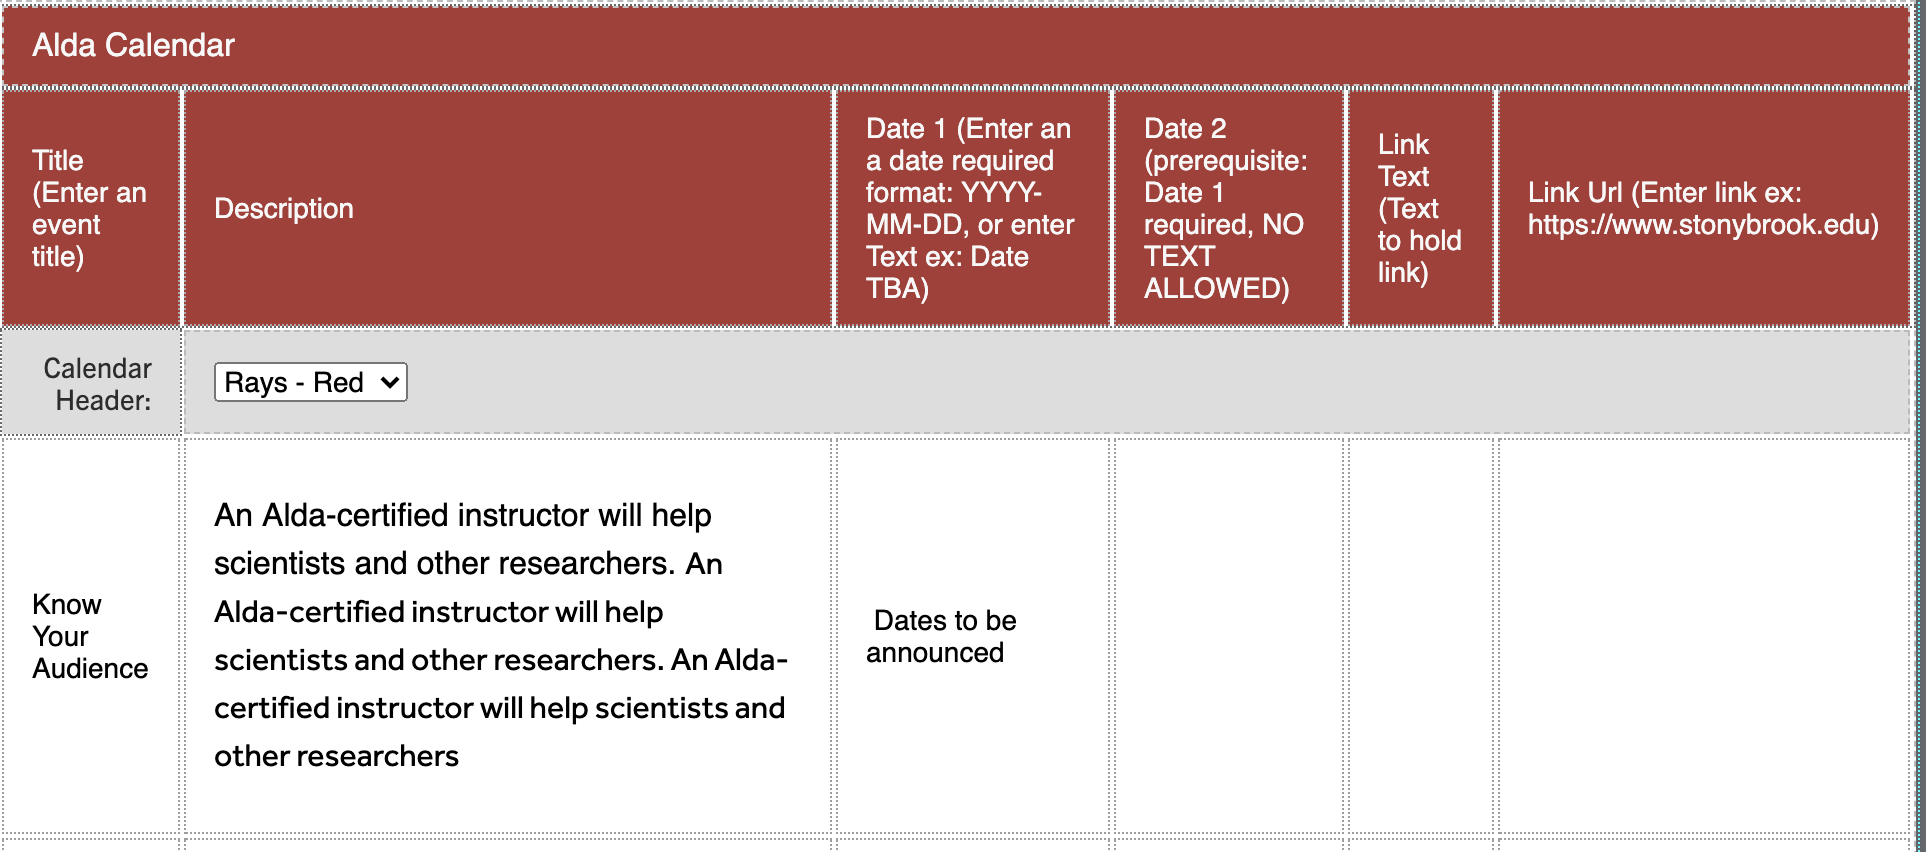 Alda Calendar
Title
(Enter an
event
title)
Description
Date 1 (Enter an
a date required
format: YYYY-
MM-DD, or enter
Text ex: Date
TBA)
Date 2
(prerequisite:
Date 1
required, NO
TEXT
ALLOWED)
Link
Text
(Text
to hold
link)
Link Url (Enter link ex:
https://www.stonybrook.edu)
Calendar
Header:
Rays - Red
Know
Your
Audience
An Alda-certified instructor will help
scientists and other researchers. An
Alda-certified instructor will help
scientists and other researchers. An Alda-
certified instructor will help scientists and
other researchers
Dates to be
announced